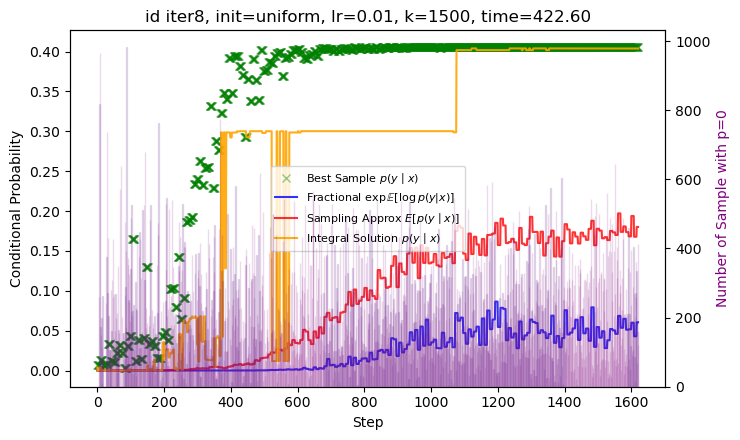 id iter8, init=uniform, lr=0.01, k=1500, time=422.60
Conditional Probability
0.40
0.35
0.30
0.25
0.20
0.15
0.10
0.05
0.00
Best Sample p(y | x)
Fractional exp𝔼[log p(y|x)]
Sampling Approx 𝔼[p(y | x)]
Integral Solution p(y | x)
1000
800
600
400
200
0
Number of Sample with p=0
0 200 400 600 800 1000 1200 1400 1600
Step